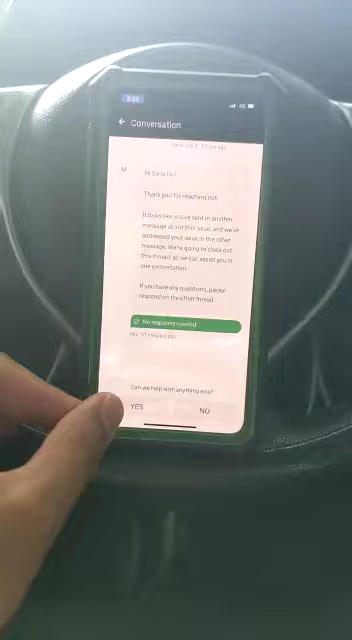 Conversation
M
Hi
Thank you for reaching out.
It looks like you've sent in another
message about this issue, and we've
addressed your issue in the other
message. We're going to close out
this thread, so we can assist you in
one conversation.
If you have any questions, please
respond on the other thread.
No response needed
minutes ago
Can we help with anything else?
YES
NO